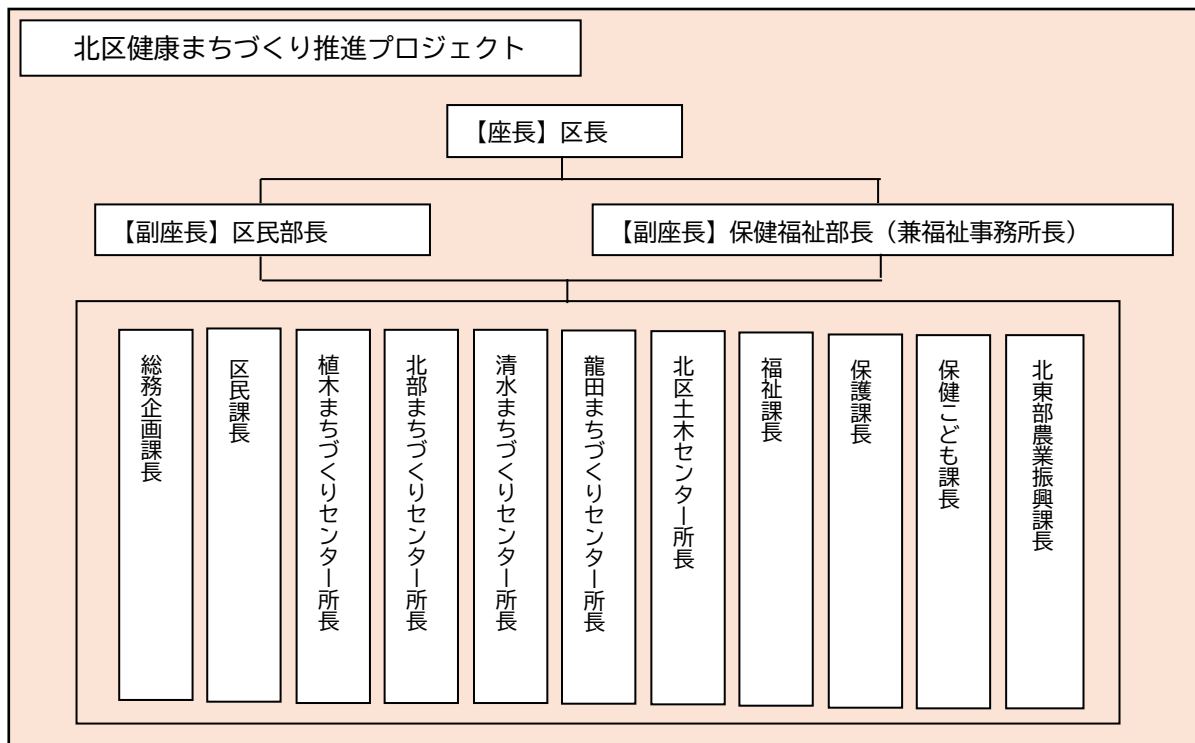 北区健康まちづくり推進プロジェクト
【座長】区長
【副座長】区民部長
【副座長】保健福祉部長（兼福祉事務所長）
総務企画課長
区民課長
植木まちづくりセンター所長
北部まちづくりセンター所長
清水まちづくりセンター所長
龍田まちづくりセンター所長
北区土木センター所長
福祉課長
保護課長
保健こども課長
北東部農業振興課長